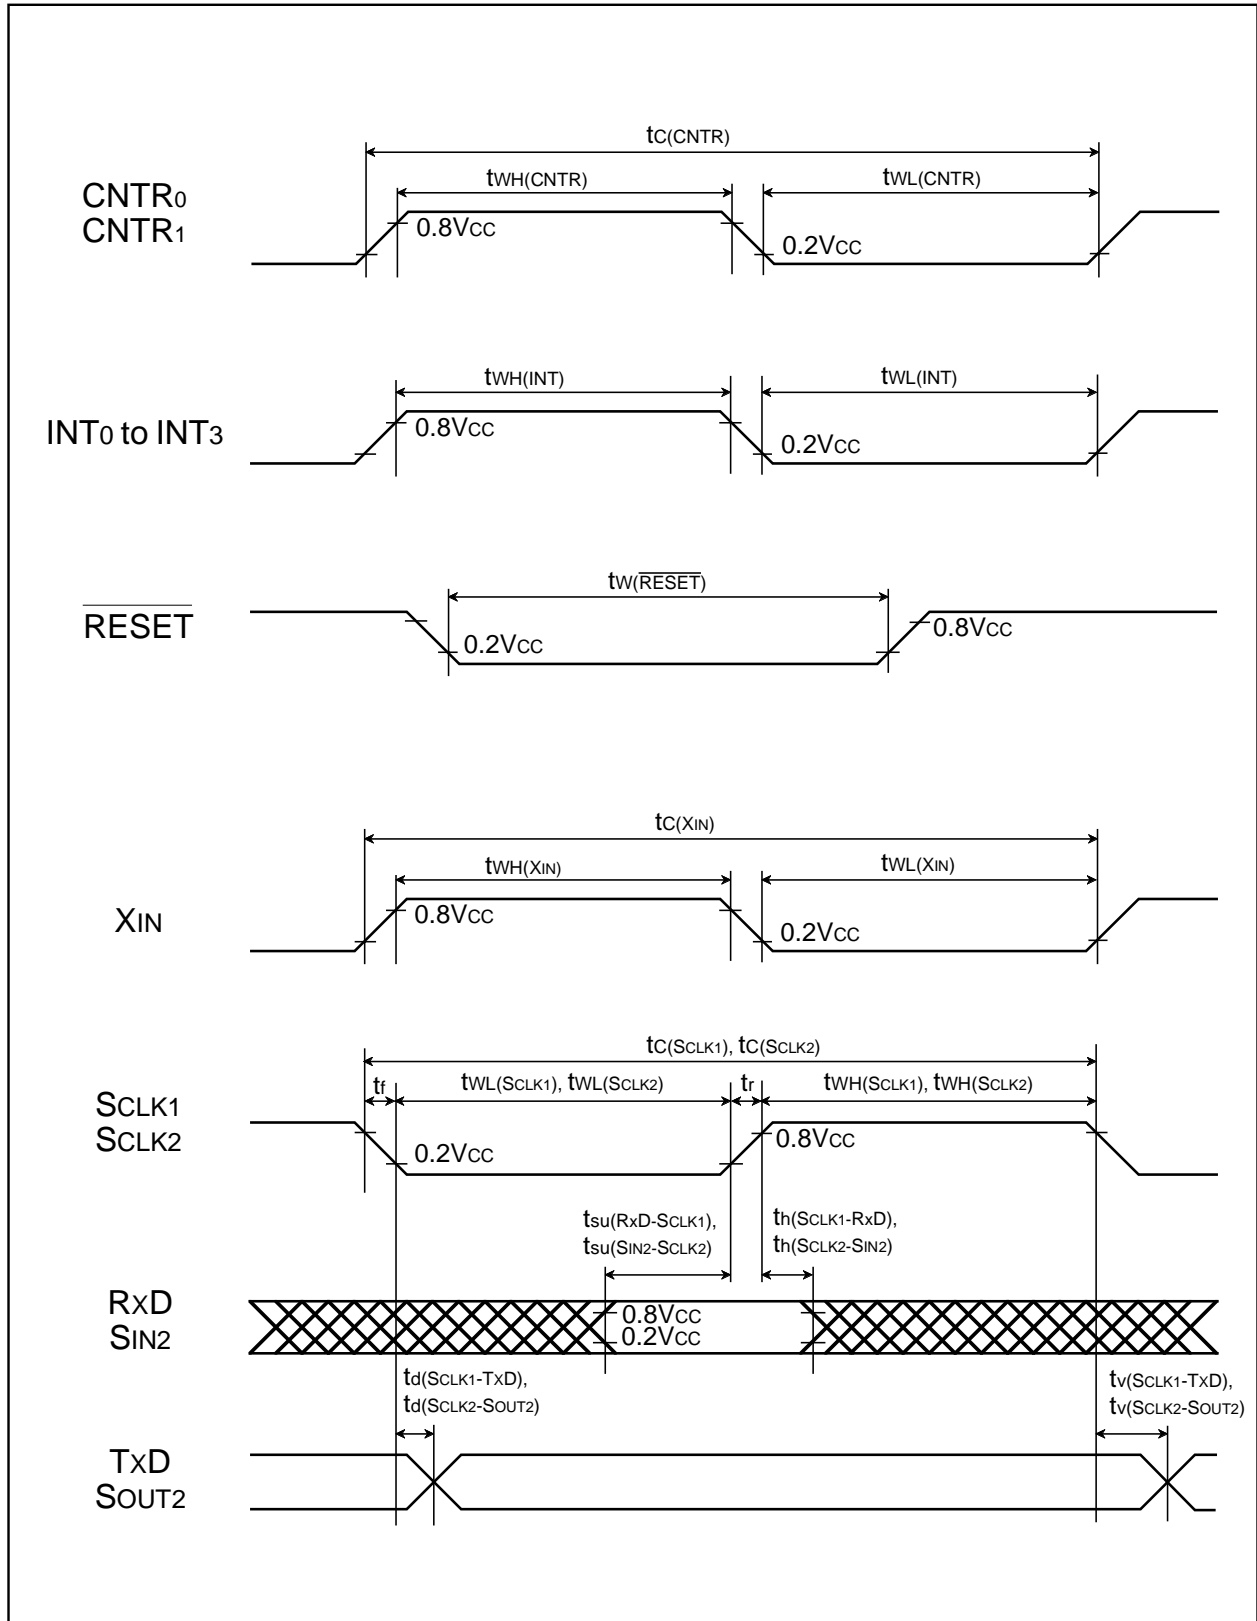 tC(CNTR)
tWH(CNTR)
tWL(CNTR)
CNTR0
CNTR1
0.8VCC
0.2VCC
tWH(INT)
tWL(INT)
INT0 to INT3
0.8VCC
0.2VCC
tW(RESET)
RESET
0.2VCC
0.8VCC
tC(XIN)
tWH(XIN)
tWL(XIN)
XIN
0.8VCC
0.2VCC
tC(SCLK1), tC(SCLK2)
tf
tWL(SCLK1), tWL(SCLK2)
tr
tWH(SCLK1), tWH(SCLK2)
SCLK1
SCLK2
0.2VCC
0.8VCC
tsu(RxD-SCLK1),
tsu(SIN2-SCLK2)
th(SCLK1-RxD),
th(SCLK2-SIN2)
RXD
SIN2
0.8VCC
0.2VCC
td(SCLK1-TXD),
td(SCLK2-SOUT2)
tv(SCLK1-TXD),
tv(SCLK2-SOUT2)
TXD
SOUT2